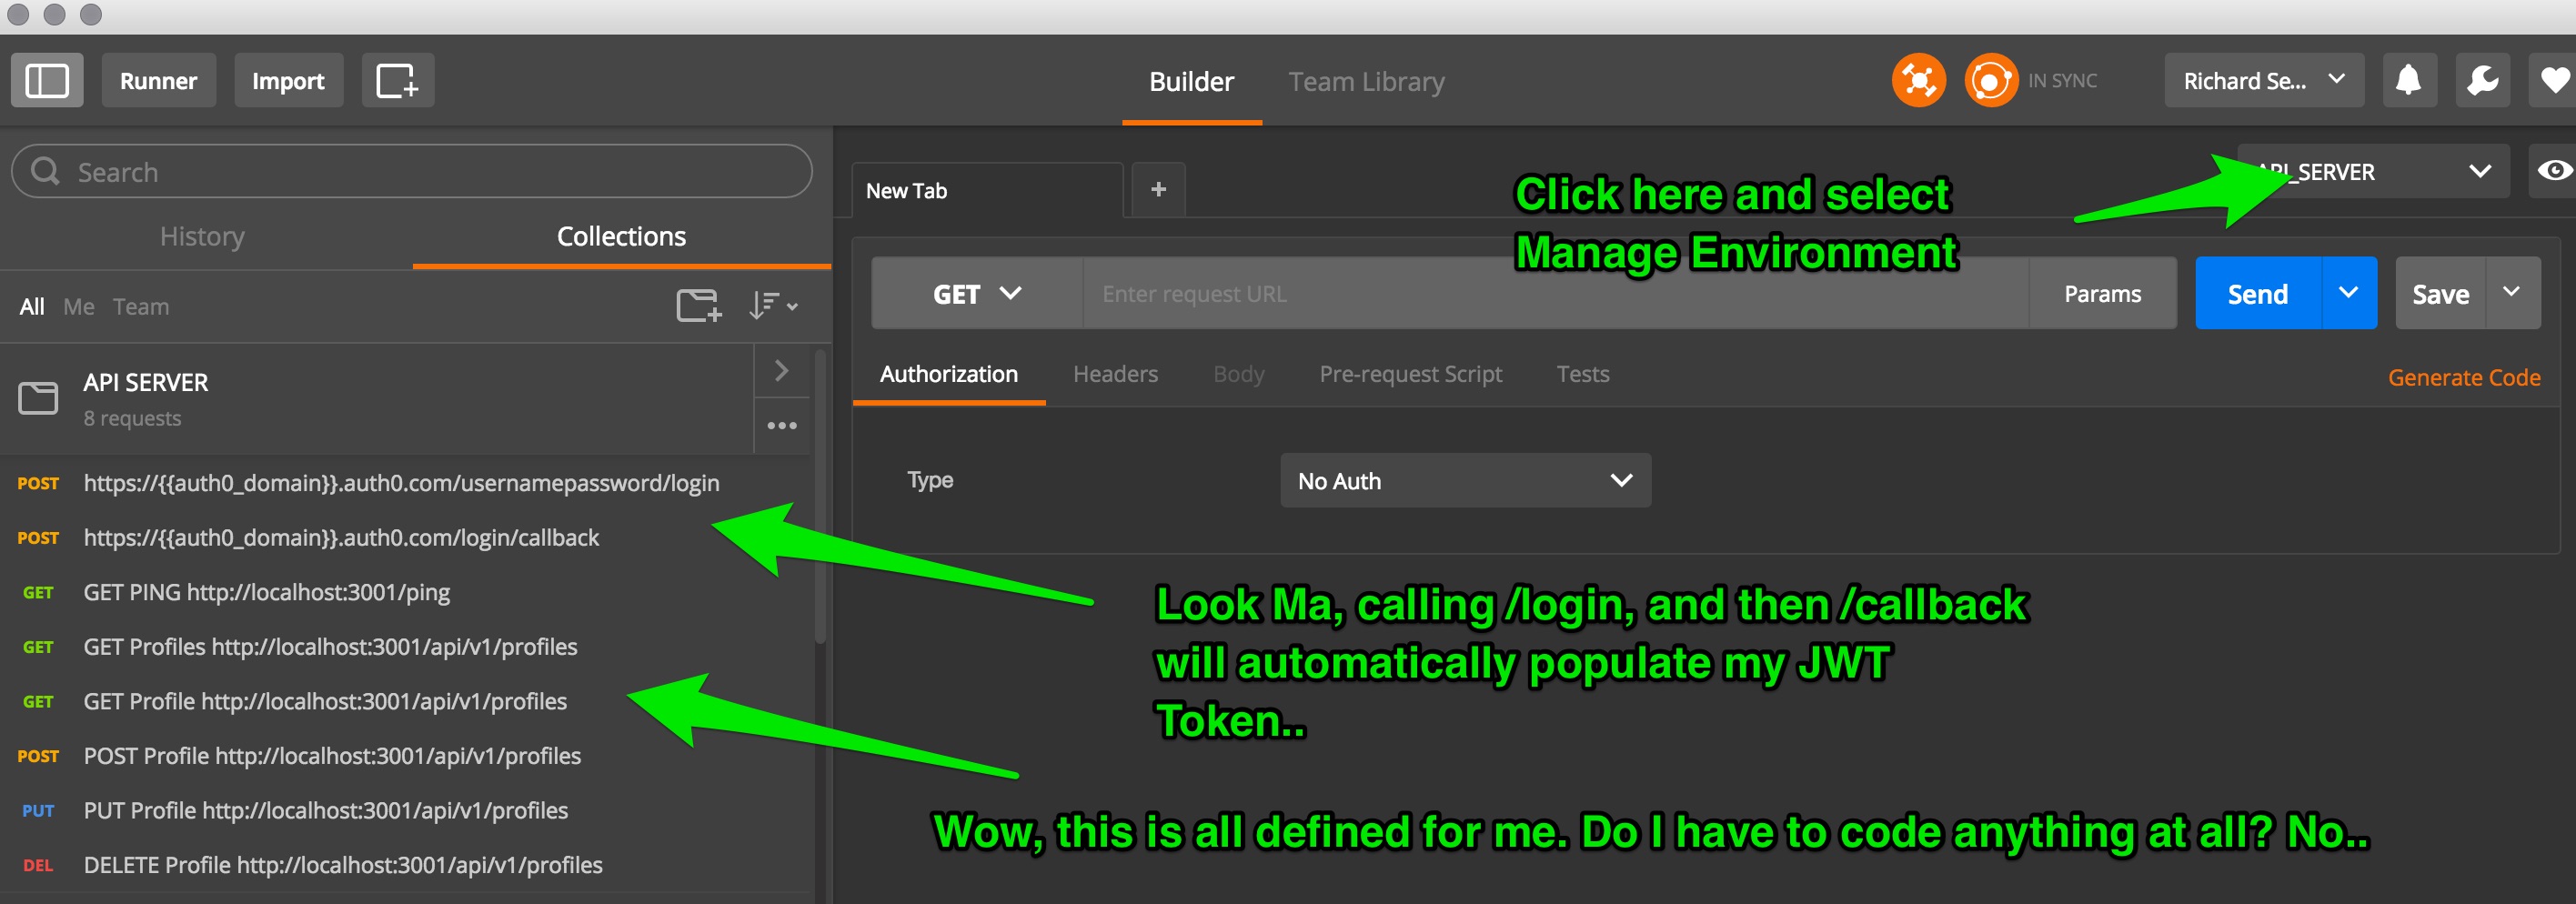 Runner
Import
Builder
Team Library
IN SYNC
Richard Se...
Search
New Tab
+
Click here and select
Manage Environment
API_SERVER
History
Collections
All Me Team
GET
Enter request URL
Params
Send
Save
API SERVER
8 requests
Authorization
Headers
Body
Pre-request Script
Tests
Generate Code
Type
No Auth
POST https://{{auth0_domain}}.auth0.com/usernamepassword/login
POST https://{{auth0_domain}}.auth0.com/login/callback
GET GET PING http://localhost:3001/ping
GET GET Profiles http://localhost:3001/api/v1/profiles
GET GET Profile http://localhost:3001/api/v1/profiles
POST POST Profile http://localhost:3001/api/v1/profiles
PUT PUT Profile http://localhost:3001/api/v1/profiles
DEL DELETE Profile http://localhost:3001/api/v1/profiles
Look Ma, calling /login, and then /callback
will automatically populate my JWT
Token..
Wow, this is all defined for me. Do I have to code anything at all? No..